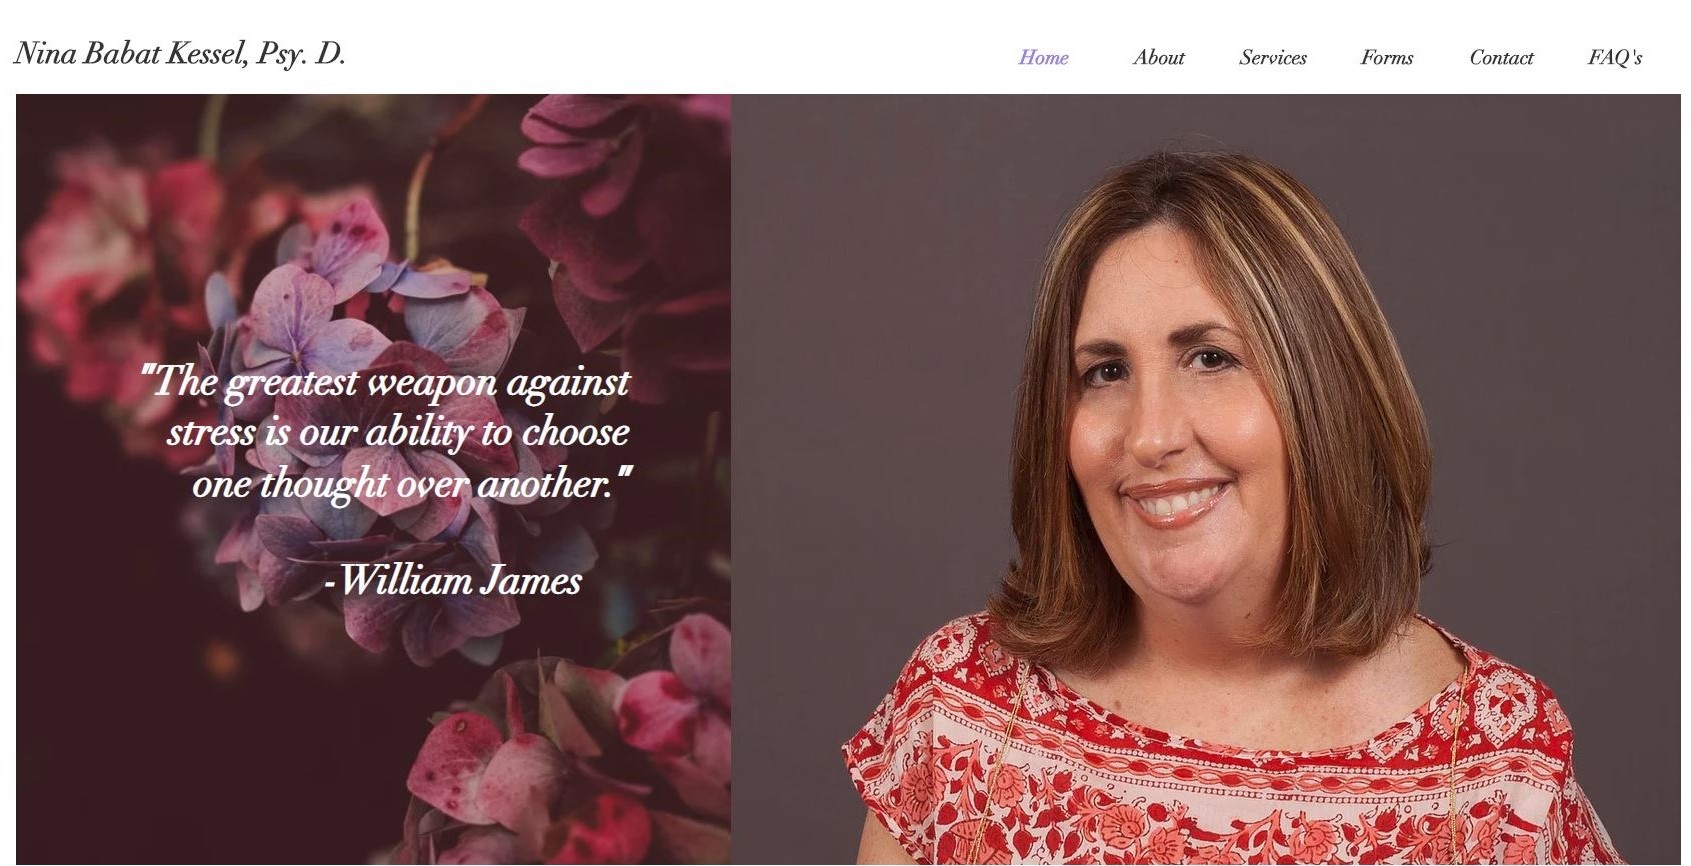 Nina Babat Kessel, Psy. D.
Home About Services Forms Contact FAQ's
"The greatest weapon against
stress is our ability to choose
one thought over another."
-William James